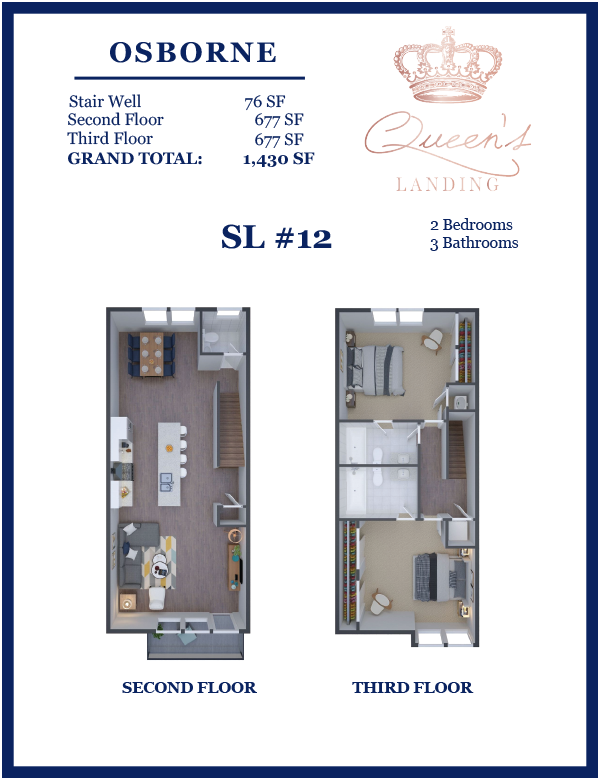 OSBORNE
Stair Well 76 SF
Second Floor 677 SF
Third Floor 677 SF
GRAND TOTAL: 1,430 SF
Queen's
LANDING
SL #12
2 Bedrooms
3 Bathrooms
SECOND FLOOR
THIRD FLOOR